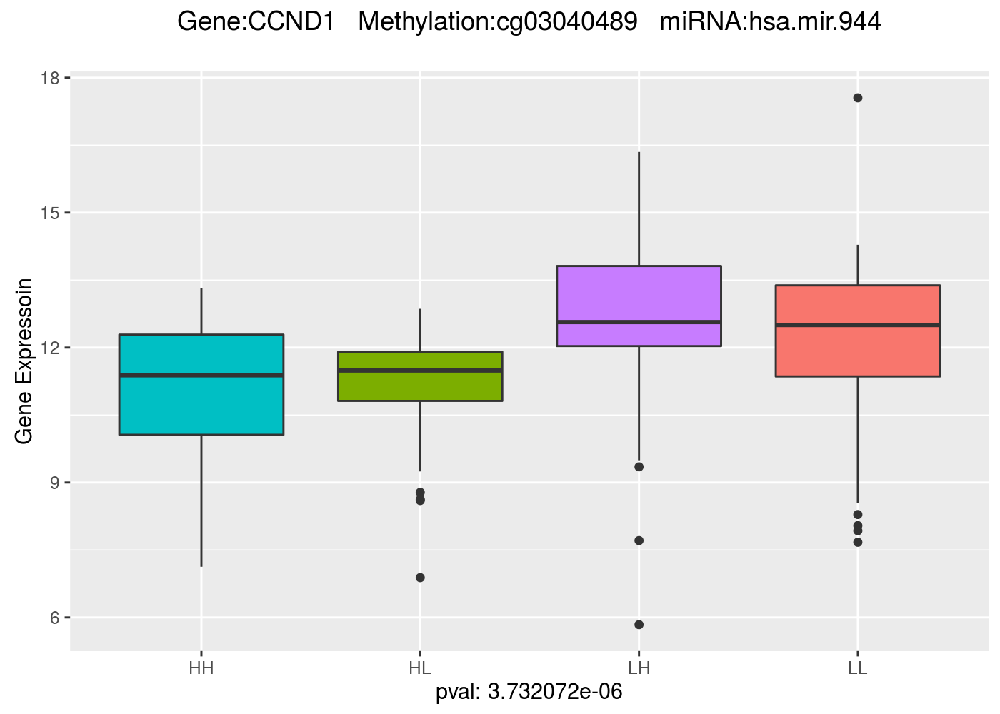 Gene:CCND1 Methylation:cg03040489 miRNA:hsa.mir.944
18
15
12
9
6
Gene Expressoin
HH HL LH LL
pval: 3.732072e-06